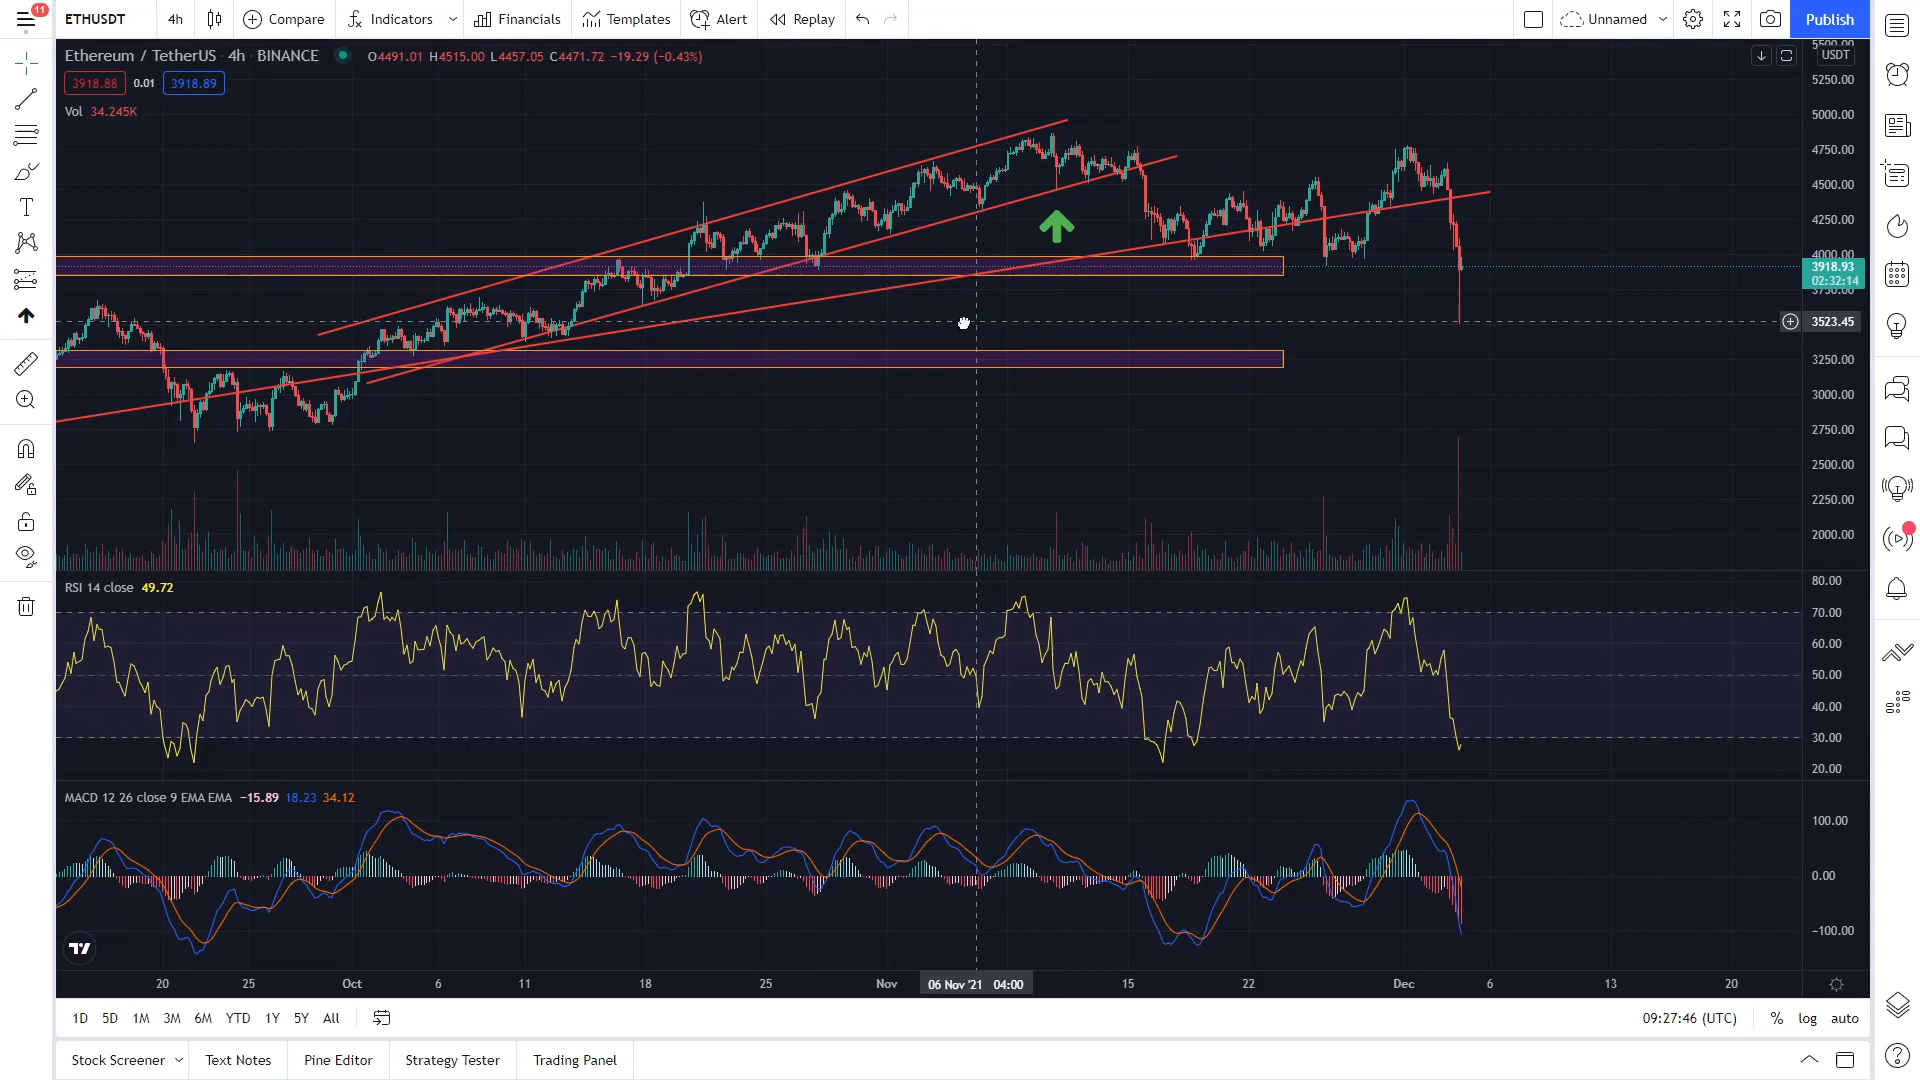 11
ETHUSDT 4h Compare Indicators Financials Templates Alert Replay Unnamed Publish
Ethereum / TetherUS · 4h · BINANCE O4491.01 H4515.00 L4457.05 C4471.72 −19.29 (−0.43%)
3918.88 0.01 3918.89
Vol 34.245K
5500.00
USDT
5250.00
5000.00
4750.00
4500.00
4250.00
4000.00
3918.93
02:32:14
3750.00
3523.45
3250.00
3000.00
2750.00
2500.00
2250.00
2000.00
RSI 14 close 49.72
80.00
70.00
60.00
50.00
40.00
30.00
20.00
MACD 12 26 close 9 EMA EMA −15.89 18.23 34.12
100.00
0.00
−100.00
20 25 Oct 6 11 18 25 Nov 06 Nov '21 04:00 15 22 Dec 6 13 20
1D 5D 1M 3M 6M YTD 1Y 5Y All 09:27:46 (UTC) % log auto
Stock Screener Text Notes Pine Editor Strategy Tester Trading Panel